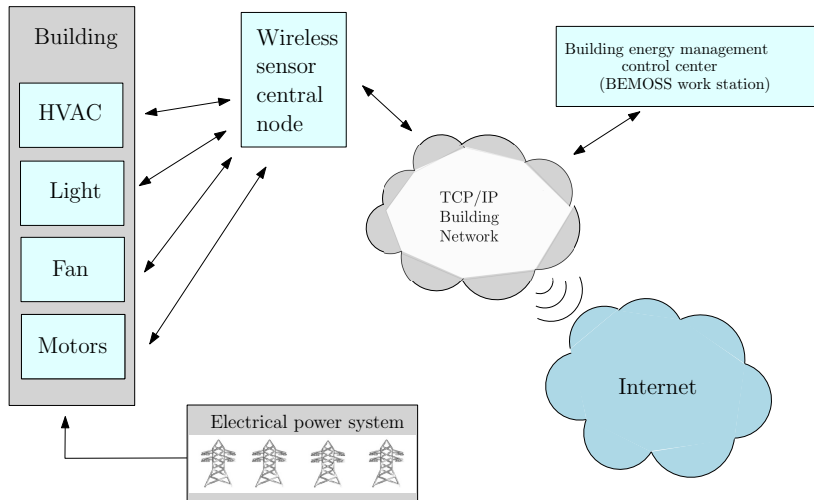 Building
HVAC
Light
Fan
Motors
Wireless
sensor
central
node
Building energy management
control center
(BEMOSS work station)
TCP/IP
Building
Network
Internet
Electrical power system